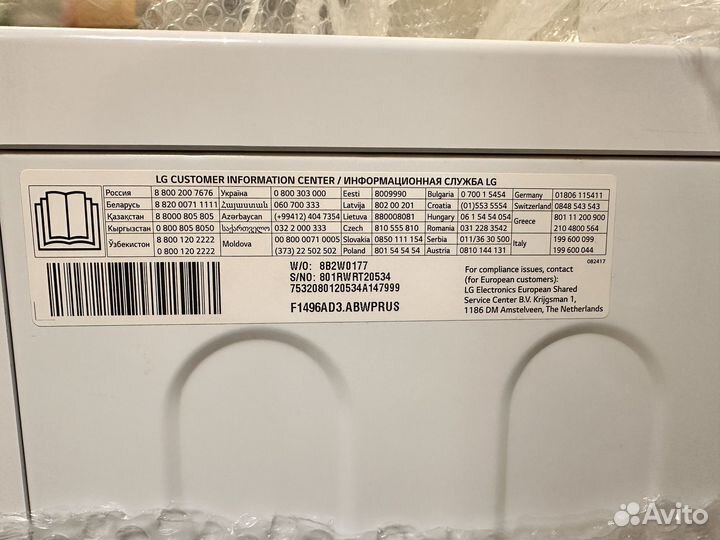 LG CUSTOMER INFORMATION CENTER / ИНФОРМАЦИОННАЯ СЛУЖБА LG
Россия 8 800 200 7676 Україна 0 800 303 000 Eesti 8009990 Bulgaria 0 700 1 5454 Germany 01806 115411
Беларусь 8 820 0071 1111 Հայաստան 060 700 333 Latvija 802 00 201 Croatia (01)553 5554 Switzerland 0848 543 543
Қазақстан 8 8000 805 805 Azərbaycan (+99412) 404 7354 Lietuva 880008081 Hungary 06 1 54 54 054 Greece 801 11 200 900
Кыргызстан 0 800 805 8050 საქართველო 032 2 000 333 Czech 810 555 810 Romania 031 228 3542 210 4800 564
Ўзбекистон 8 800 120 2222 Moldova 00 800 0071 0005 Slovakia 0850 111 154 Serbia 011/36 30 500 Italy 199 600 099
0 800 120 2222 (373) 22 502 502 Polska 801 54 54 54 Austria 0810 144 131 199 600 044
082417
W/O: 8B2W0177
S/NO: 801RWRT20534
7532080120534A147999
F1496AD3.ABWPRUS
For compliance issues, contact
(for European customers):
LG Electronics European Shared
Service Center B.V. Krijgsman 1,
1186 DM Amstelveen, The Netherlands
Avito